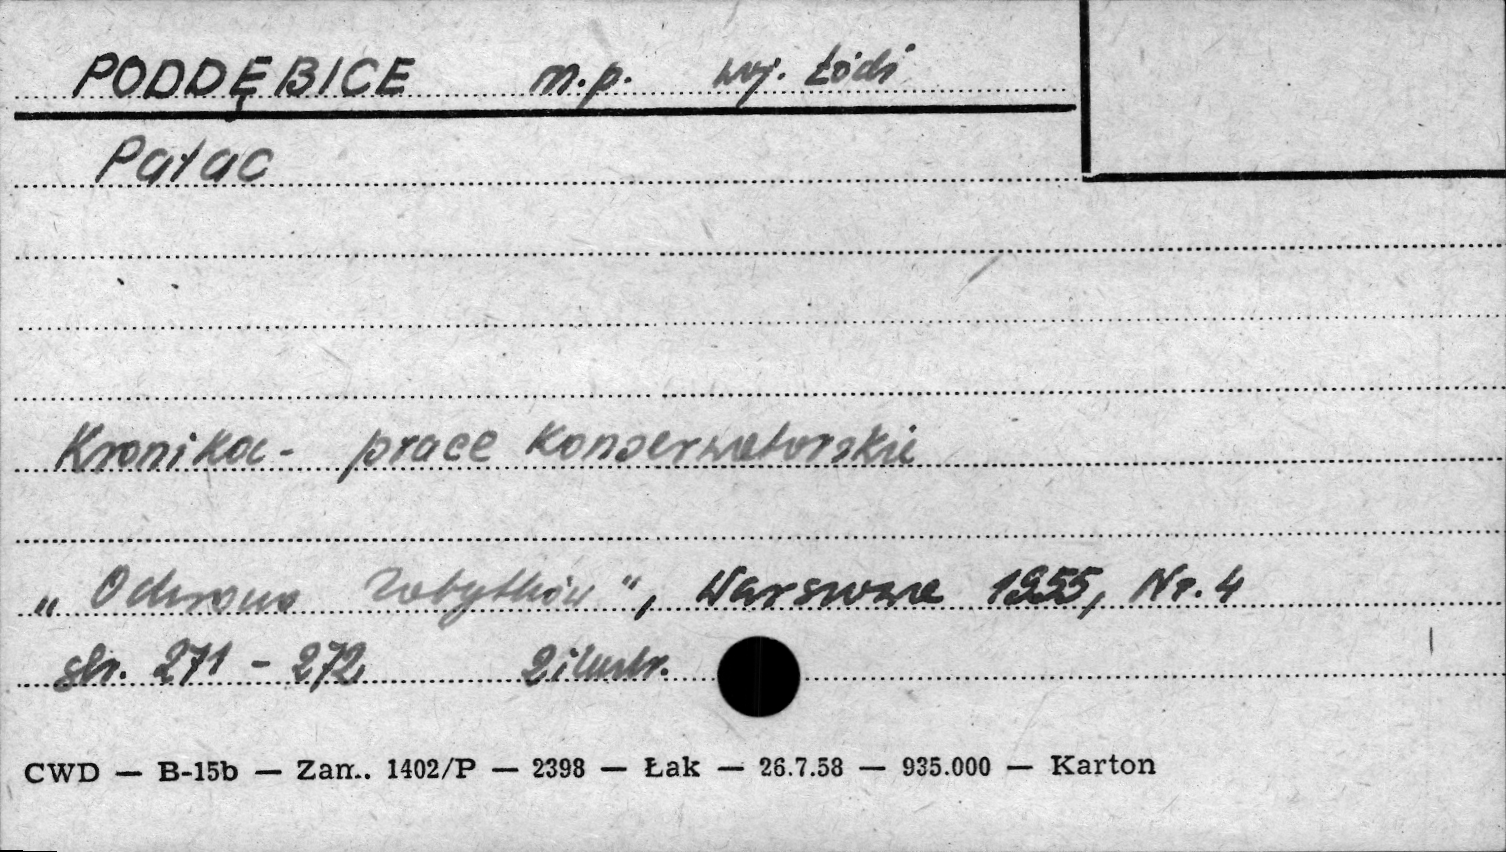 PODDĘBICE m.p. woj. Łódź
Pałac
Kronika - prace konserwatorskie
„Ochrona Zabytków", Warszawa 1955, Nr. 4
str. 271 - 272 2 ilustr.
CWD — B-15b — Zam. 1402/P — 2398 — Łak — 26.7.58 — 935.000 — Karton